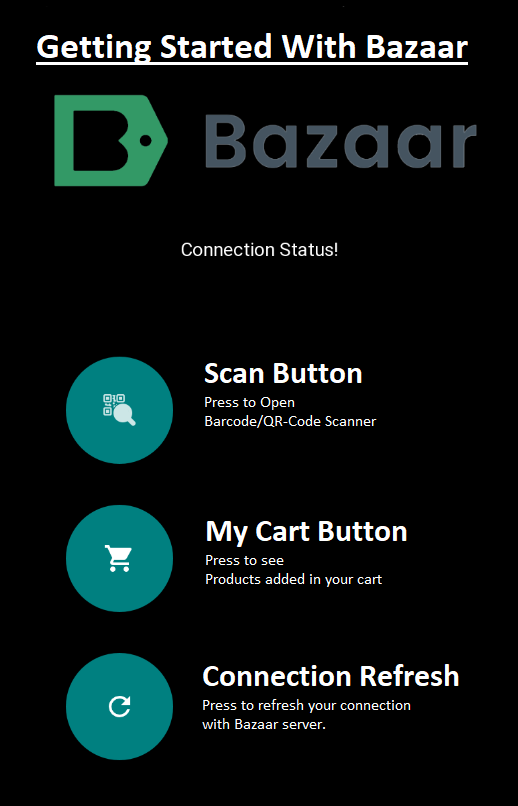 Getting Started With Bazaar
Bazaar
Connection Status!
Scan Button
Press to Open
Barcode/QR-Code Scanner
My Cart Button
Press to see
Products added in your cart
Connection Refresh
Press to refresh your connection
with Bazaar server.